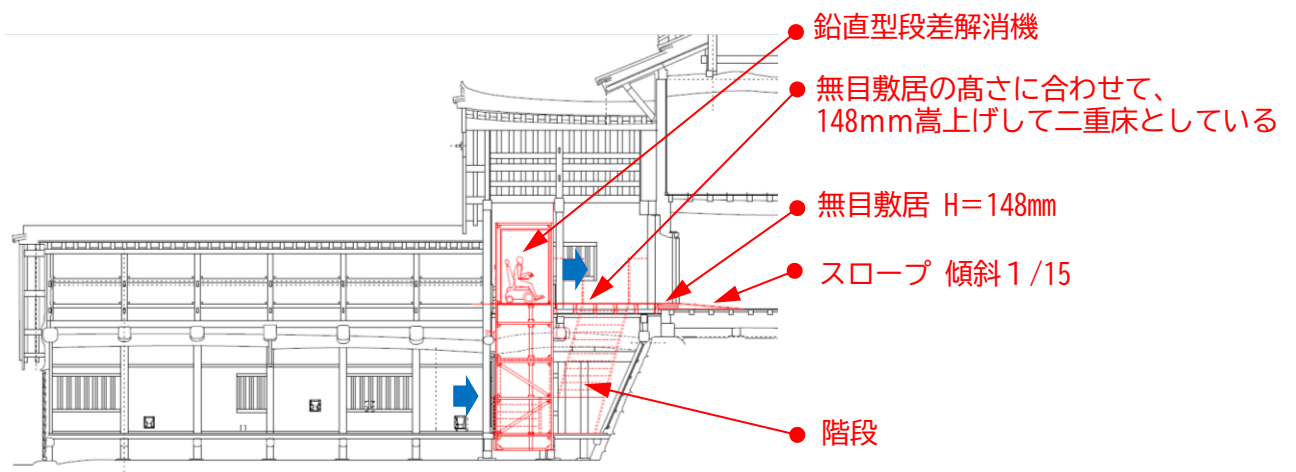 鉛直型段差解消機
無目敷居の髙さに合わせて、
148mm嵩上げして二重床としている
無目敷居 H=148㎜
スロープ 傾斜1/15
階段